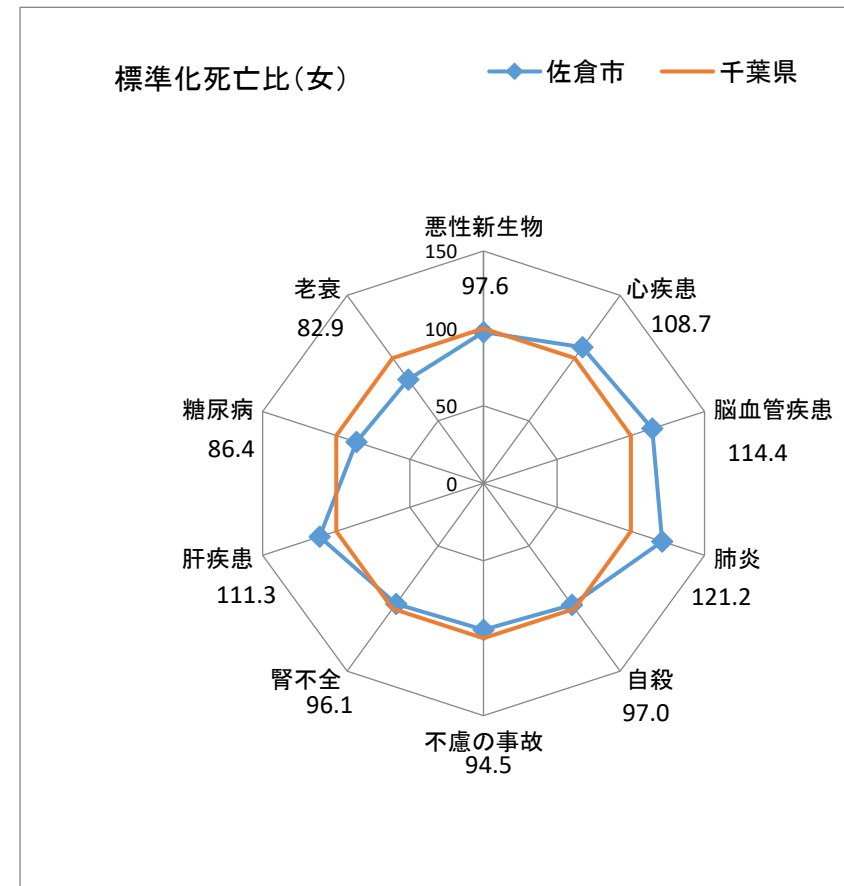 標準化死亡比(女)
佐倉市
千葉県
悪性新生物
97.6
心疾患
108.7
脳血管疾患
114.4
肺炎
121.2
自殺
97.0
不慮の事故
94.5
腎不全
96.1
肝疾患
111.3
糖尿病
86.4
老衰
82.9
150
100
50
0